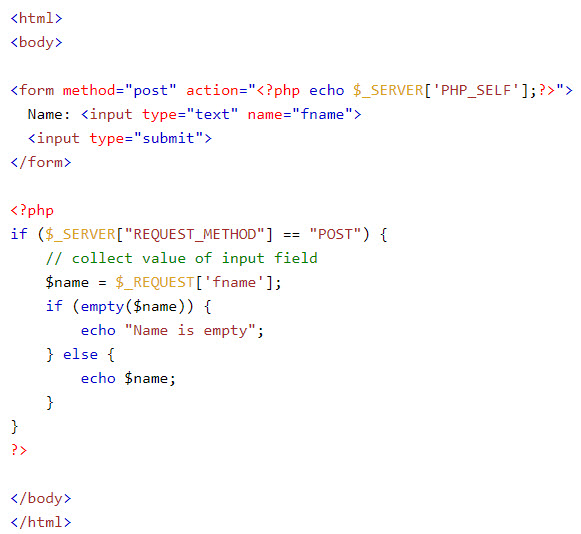 <html>
<body>

<form method="post" action="<?php echo $_SERVER['PHP_SELF'];?>">
  Name: <input type="text" name="fname">
  <input type="submit">
</form>

<?php
if ($_SERVER["REQUEST_METHOD"] == "POST") {
    // collect value of input field
    $name = $_REQUEST['fname'];
    if (empty($name)) {
        echo "Name is empty";
    } else {
        echo $name;
    }
}
?>

</body>
</html>